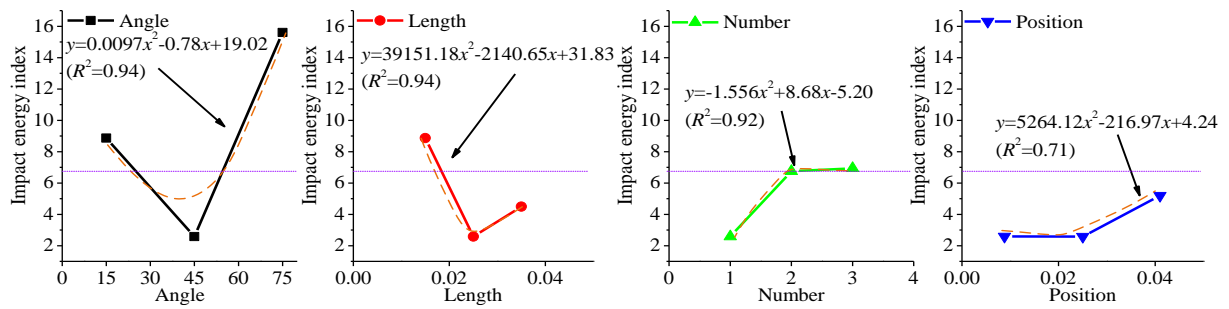 Angle
y=0.0097x²-0.78x+19.02
(R²=0.94)
Impact energy index
16
14
12
10
8
6
4
2
0 15 30 45 60 75
Angle
Length
y=39151.18x²-2140.65x+31.83
(R²=0.94)
Impact energy index
16
14
12
10
8
6
4
2
0.00 0.02 0.04
Length
Number
y=-1.556x²+8.68x-5.20
(R²=0.92)
Impact energy index
16
14
12
10
8
6
4
2
0 1 2 3 4
Number
Position
y=5264.12x²-216.97x+4.24
(R²=0.71)
Impact energy index
16
14
12
10
8
6
4
2
0.00 0.02 0.04
Position